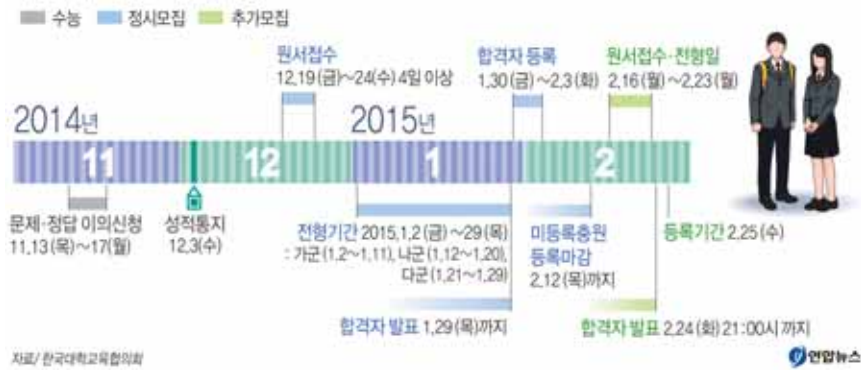 수능 정시모집 추가모집
원서접수
12,19(금)~24(수) 4일 이상
합격자 등록
1,30(금)~2,3(화)
원서접수·전형일
2,16(월)~2,23(월)
2014년
2015년
11 12 1 2
문제·정답 이의신청
11,13(목)~17(월)
성적통지
12,3(수)
전형기간 2015,1,2(금)~29(목)
: 가군(1,2~1,11), 나군(1,12~1,20),
다군(1,21~1,29)
합격자 발표 1,29(목)까지
미등록충원
등록마감
2,12(목)까지
등록기간 2,25(수)
합격자 발표 2,24(화) 21:00시 까지
자료/ 한국대학교육협의회
연합뉴스